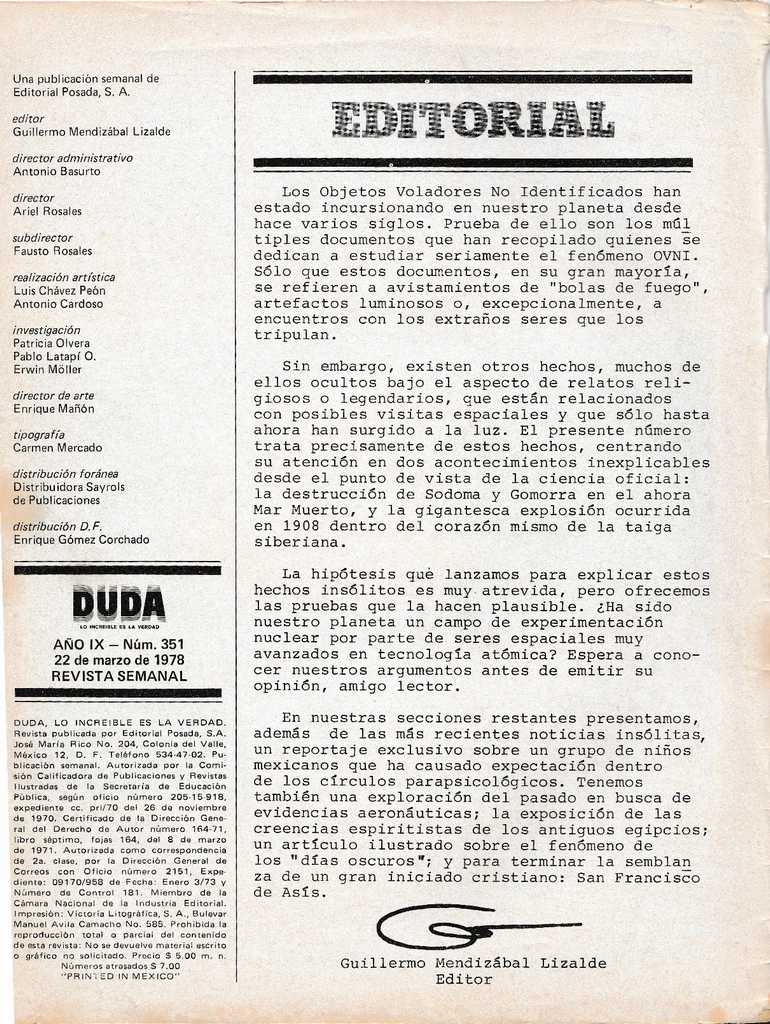 Una publicación semanal de
Editorial Posada, S. A.
editor
Guillermo Mendizábal Lizalde
director administrativo
Antonio Basurto
director
Ariel Rosales
subdirector
Fausto Rosales
realización artística
Luis Chávez Peón
Antonio Cardoso
investigación
Patricia Olvera
Pablo Latapí O.
Erwin Möller
director de arte
Enrique Mañón
tipografía
Carmen Mercado
distribución foránea
Distribuidora Sayrols
de Publicaciones
distribución D.F.
Enrique Gómez Corchado
DUDA
LO INCREIBLE ES LA VERDAD
AÑO IX – Núm. 351
22 de marzo de 1978
REVISTA SEMANAL
DUDA, LO INCREIBLE ES LA VERDAD.
Revista publicada por Editorial Posada, S.A.
José María Rico No. 204, Colonia del Valle,
México 12, D. F. Teléfono 534-47-02. Pu-
blicación semanal. Autorizada por la Comi-
sión Calificadora de Publicaciones y Revistas
Ilustradas de la Secretaría de Educación
Pública, según oficio número 205-15-918,
expediente cc. pri/70 del 26 de noviembre
de 1970. Certificado de la Dirección Gene-
ral del Derecho de Autor número 164-71,
libro séptimo, fojas 164, del 8 de marzo
de 1971. Autorizada como correspondencia
de 2a. clase, por la Dirección General de
Correos con Oficio número 2151, Expe-
diente: 09170/958 de Fecha: Enero 3/73 y
Número de Control 181. Miembro de la
Cámara Nacional de la Industria Editorial.
Impresión: Victoria Litográfica, S. A., Bulevar
Manuel Avila Camacho No. 585. Prohibida la
reproducción total o parcial del contenido
de esta revista: No se devuelve material escrito
o gráfico no solicitado. Precio $ 5.00 m. n.
Números atrasados $ 7.00
"PRINTED IN MEXICO"
EDITORIAL
Los Objetos Voladores No Identificados han
estado incursionando en nuestro planeta desde
hace varios siglos. Prueba de ello son los múl
tiples documentos que han recopilado quienes se
dedican a estudiar seriamente el fenómeno OVNI.
Sólo que estos documentos, en su gran mayoría,
se refieren a avistamientos de "bolas de fuego",
artefactos luminosos o, excepcionalmente, a
encuentros con los extraños seres que los
tripulan.
Sin embargo, existen otros hechos, muchos de
ellos ocultos bajo el aspecto de relatos reli-
giosos o legendarios, que están relacionados
con posibles visitas espaciales y que sólo hasta
ahora han surgido a la luz. El presente número
trata precisamente de estos hechos, centrando
su atención en dos acontecimientos inexplicables
desde el punto de vista de la ciencia oficial:
la destrucción de Sodoma y Gomorra en el ahora
Mar Muerto, y la gigantesca explosión ocurrida
en 1908 dentro del corazón mismo de la taiga
siberiana.
La hipótesis que lanzamos para explicar estos
hechos insólitos es muy atrevida, pero ofrecemos
las pruebas que la hacen plausible. ¿Ha sido
nuestro planeta un campo de experimentación
nuclear por parte de seres espaciales muy
avanzados en tecnología atómica? Espera a cono-
cer nuestros argumentos antes de emitir su
opinión, amigo lector.
En nuestras secciones restantes presentamos,
además de las más recientes noticias insólitas,
un reportaje exclusivo sobre un grupo de niños
mexicanos que ha causado expectación dentro
de los círculos parapsicológicos. Tenemos
también una exploración del pasado en busca de
evidencias aeronáuticas; la exposición de las
creencias espiritistas de los antiguos egipcios;
un artículo ilustrado sobre el fenómeno de
los "días oscuros"; y para terminar la semblan
za de un gran iniciado cristiano: San Francisco
de Asís.
Guillermo Mendizábal Lizalde
Editor